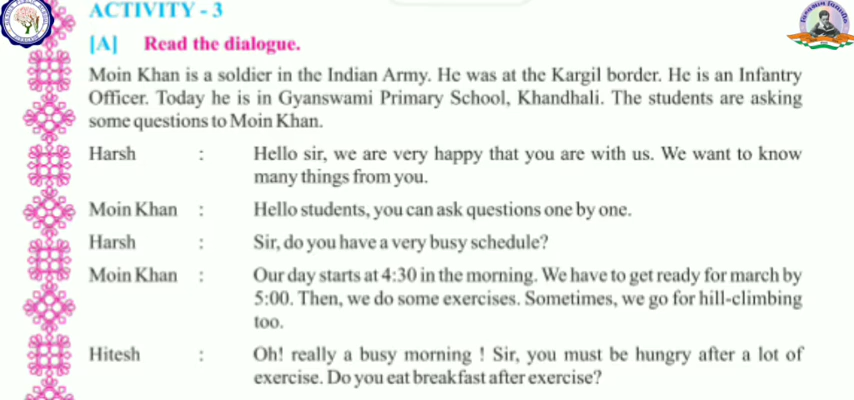 ACTIVITY - 3
[A] Read the dialogue.
Moin Khan is a soldier in the Indian Army. He was at the Kargil border. He is an Infantry
Officer. Today he is in Gyanswami Primary School, Khandhali. The students are asking
some questions to Moin Khan.
Harsh : Hello sir, we are very happy that you are with us. We want to know
many things from you.
Moin Khan : Hello students, you can ask questions one by one.
Harsh : Sir, do you have a very busy schedule?
Moin Khan : Our day starts at 4:30 in the morning. We have to get ready for march by
5:00. Then, we do some exercises. Sometimes, we go for hill-climbing
too.
Hitesh : Oh! really a busy morning ! Sir, you must be hungry after a lot of
exercise. Do you eat breakfast after exercise?